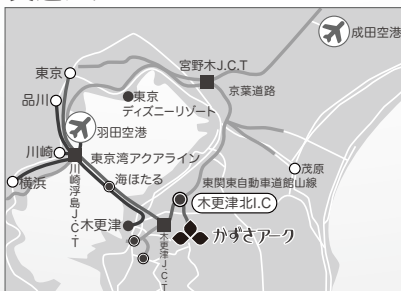 成田空港
宮野木J.C.T
東京
京葉道路
品川
東京
ディズニーリゾート
羽田空港
川崎
東京湾アクアライン
茂原
横浜
川崎浮島J.C.T
海ほたる
東関東自動車道館山線
木更津北I.C
木更津
木更津J.C.T
かずさアーク